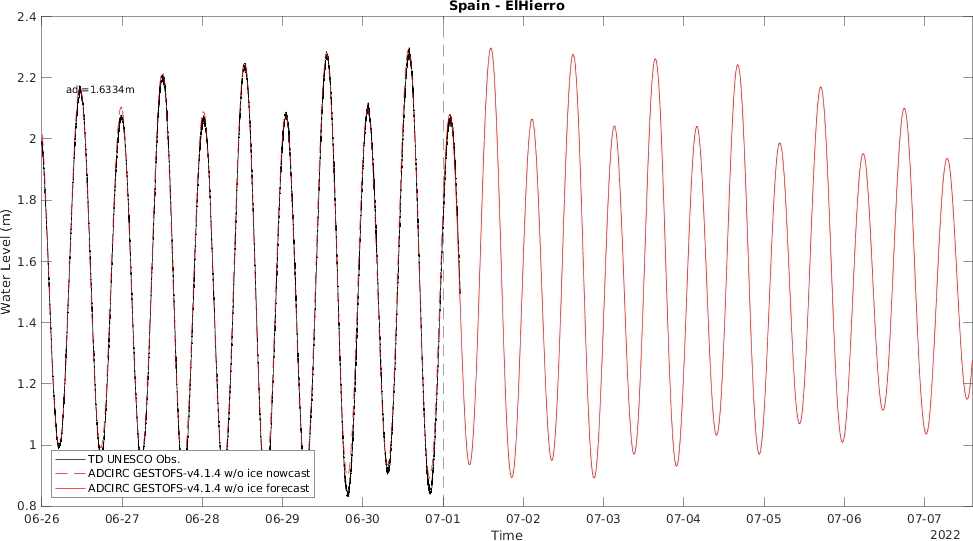 Spain - ElHierro
2.4
2.2
adj=1.6334m
2
1.8
1.6
1.4
1.2
1
0.8
Water Level (m)
TD UNESCO Obs.
ADCIRC GESTOFS-v4.1.4 w/o ice nowcast
ADCIRC GESTOFS-v4.1.4 w/o ice forecast
06-26 06-27 06-28 06-29 06-30 07-01 07-02 07-03 07-04 07-05 07-06 07-07
Time
2022